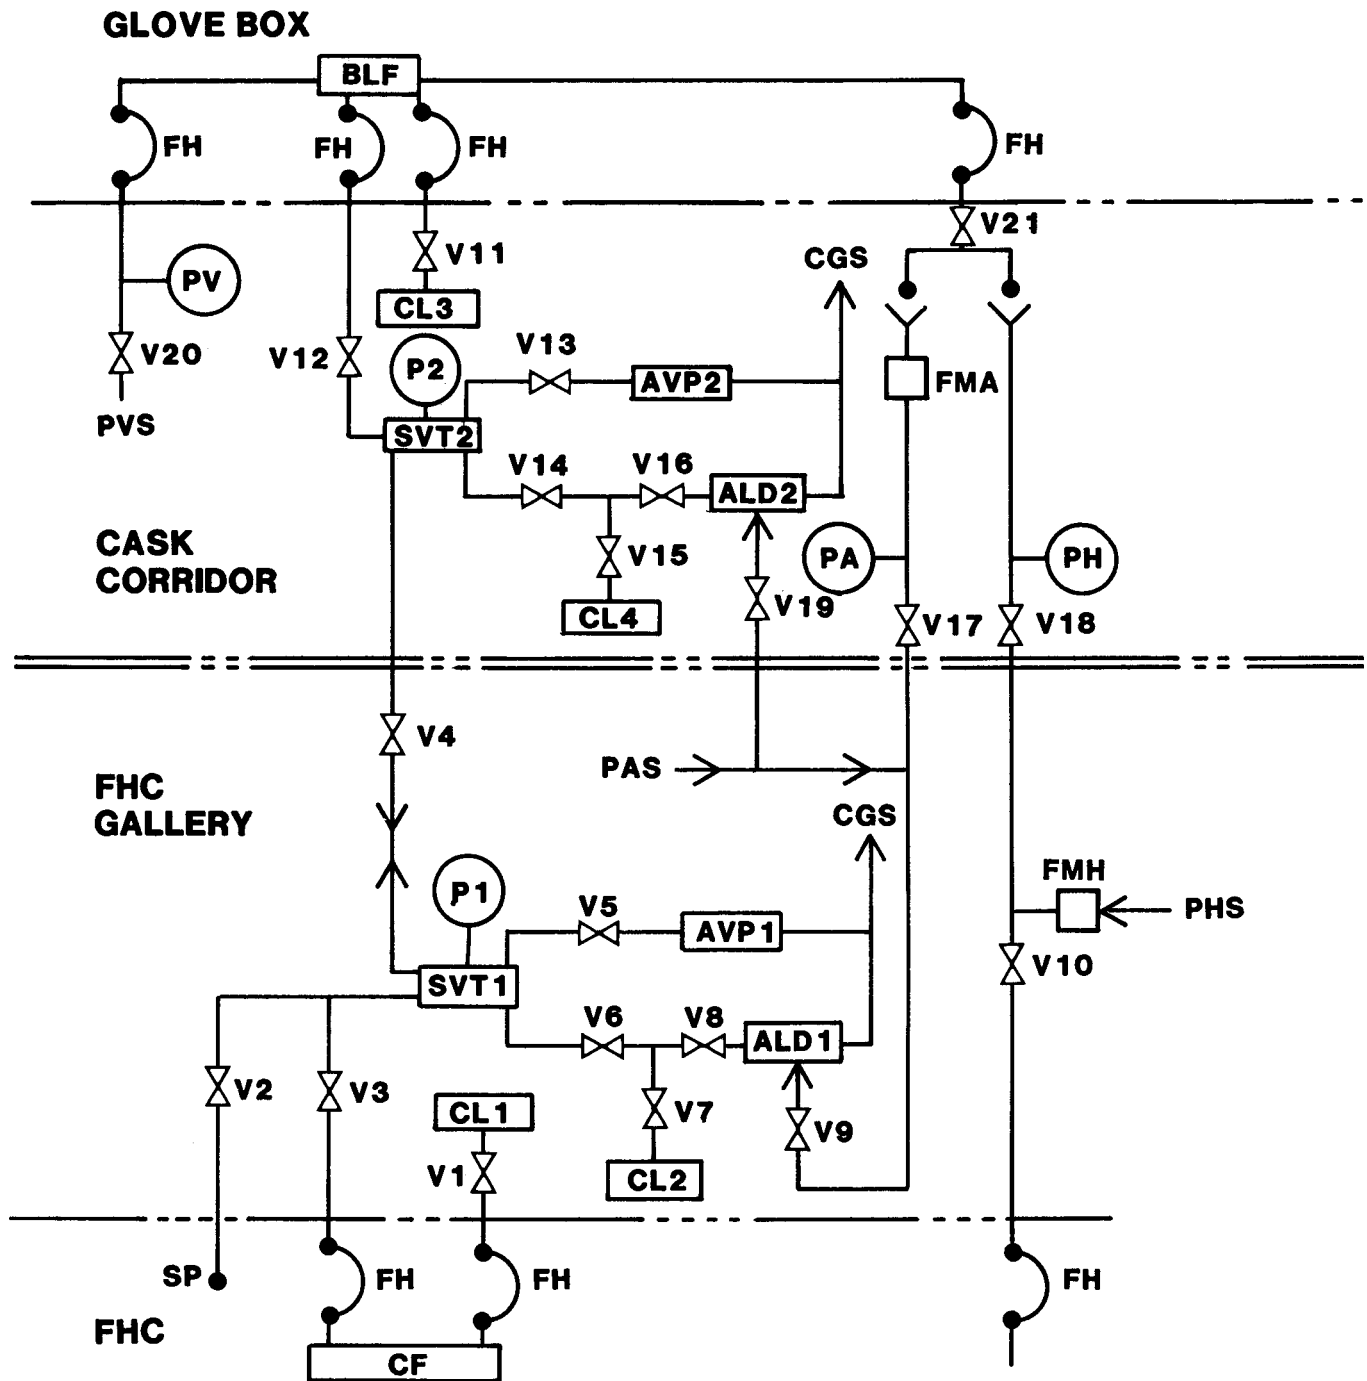 GLOVE BOX
BLF
FH
FH
FH
FH
V21
PV
V11
CGS
CL3
V20
V12
P2
V13
AVP2
FMA
PVS
SVT2
V14
V16
ALD2
CASK
CORRIDOR
V15
PA
PH
V19
CL4
V17
V18
V4
PAS
FHC
GALLERY
CGS
P1
V5
FMH
AVP1
PHS
SVT1
V10
V6
V8
ALD1
V2
V3
CL1
V7
V9
V1
CL2
SP
FH
FH
FH
FHC
CF